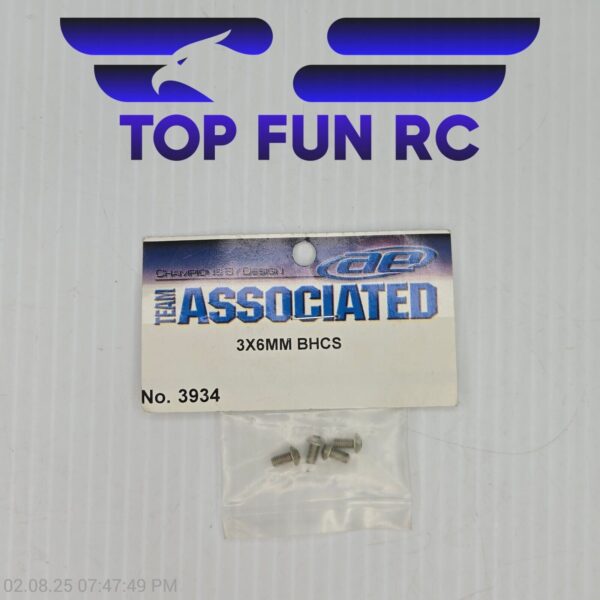 TOP FUN RC
CHAMPIONS BY DESIGN
ae
TEAM
ASSOCIATED
3X6MM BHCS
No. 3934
02.08.25 07:47:49 PM